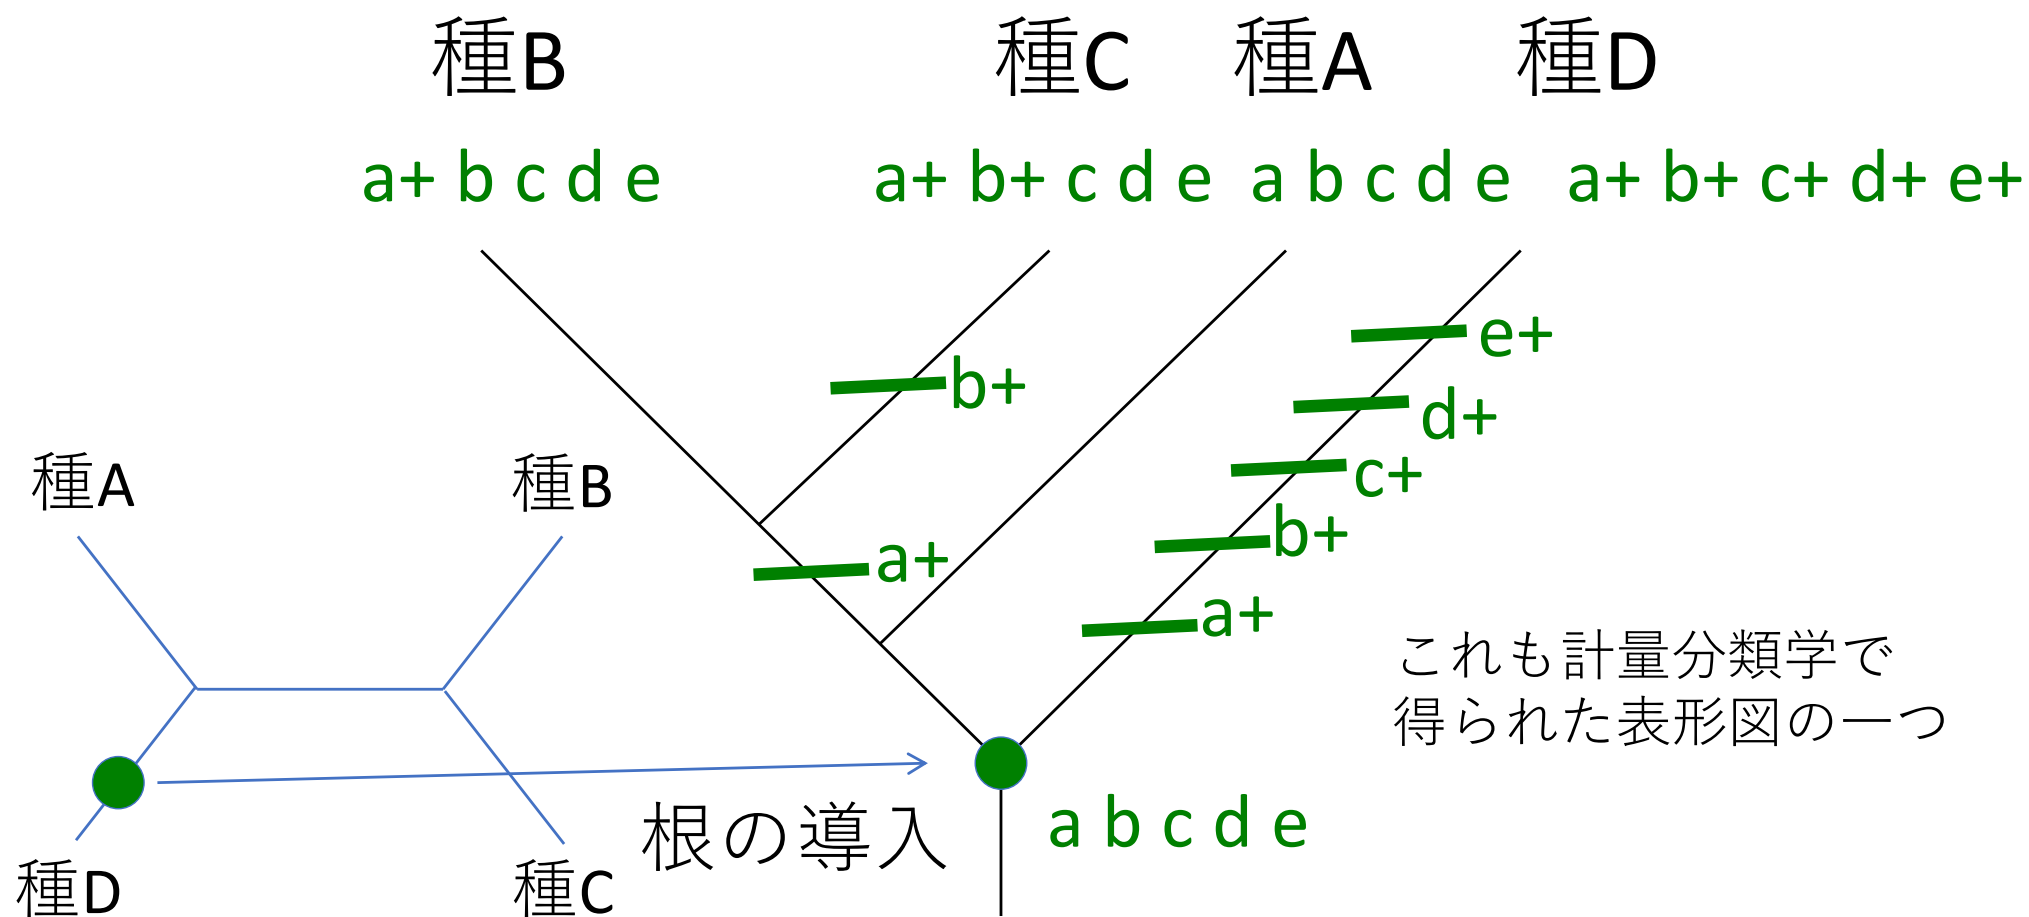 種B 種C 種A 種D
a+ b c d e a+ b+ c d e a b c d e a+ b+ c+ d+ e+
e+
b+
d+
c+
b+
a+
a+
種A 種B
これも計量分類学で
得られた表形図の一つ
根の導入
a b c d e
種D 種C